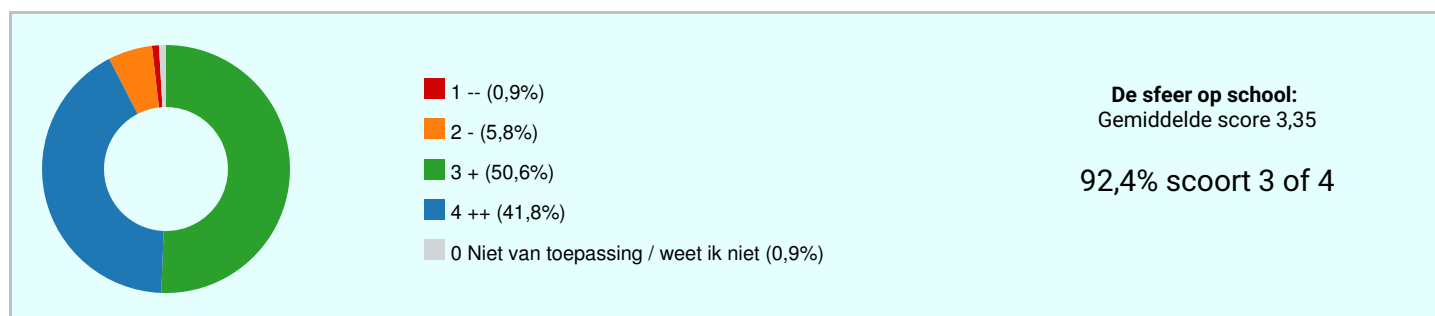 1 -- (0,9%)
2 - (5,8%)
3 + (50,6%)
4 ++ (41,8%)
0 Niet van toepassing / weet ik niet (0,9%)
De sfeer op school:
Gemiddelde score 3,35
92,4% scoort 3 of 4